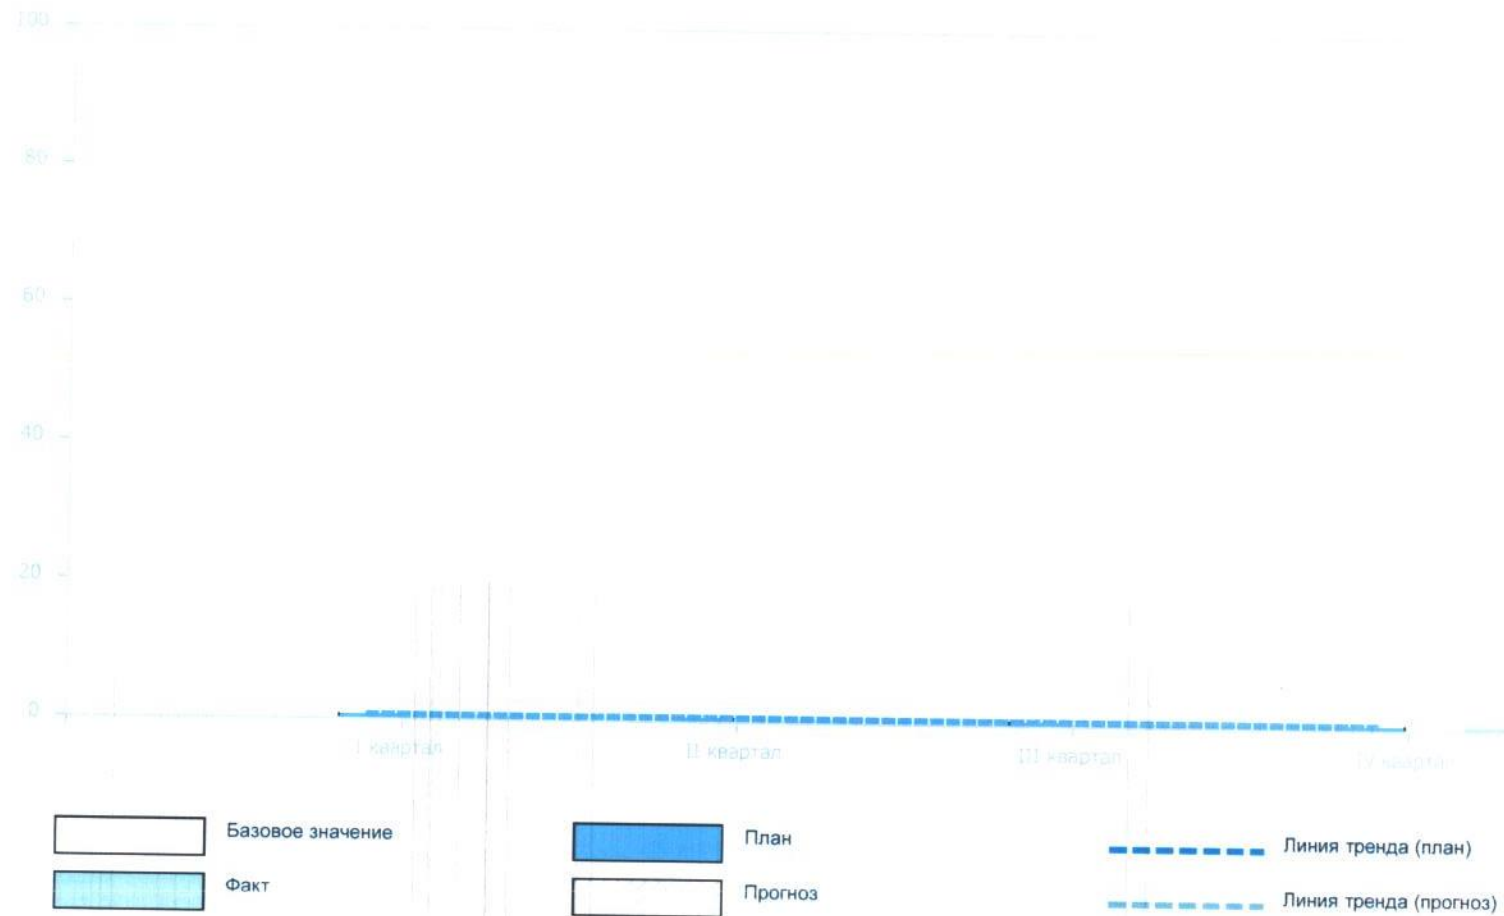 100
80
60
40
20
0
I квартал
II квартал
III квартал
IV квартал
Базовое значение
План
Линия тренда (план)
Факт
Прогноз
Линия тренда (прогноз)